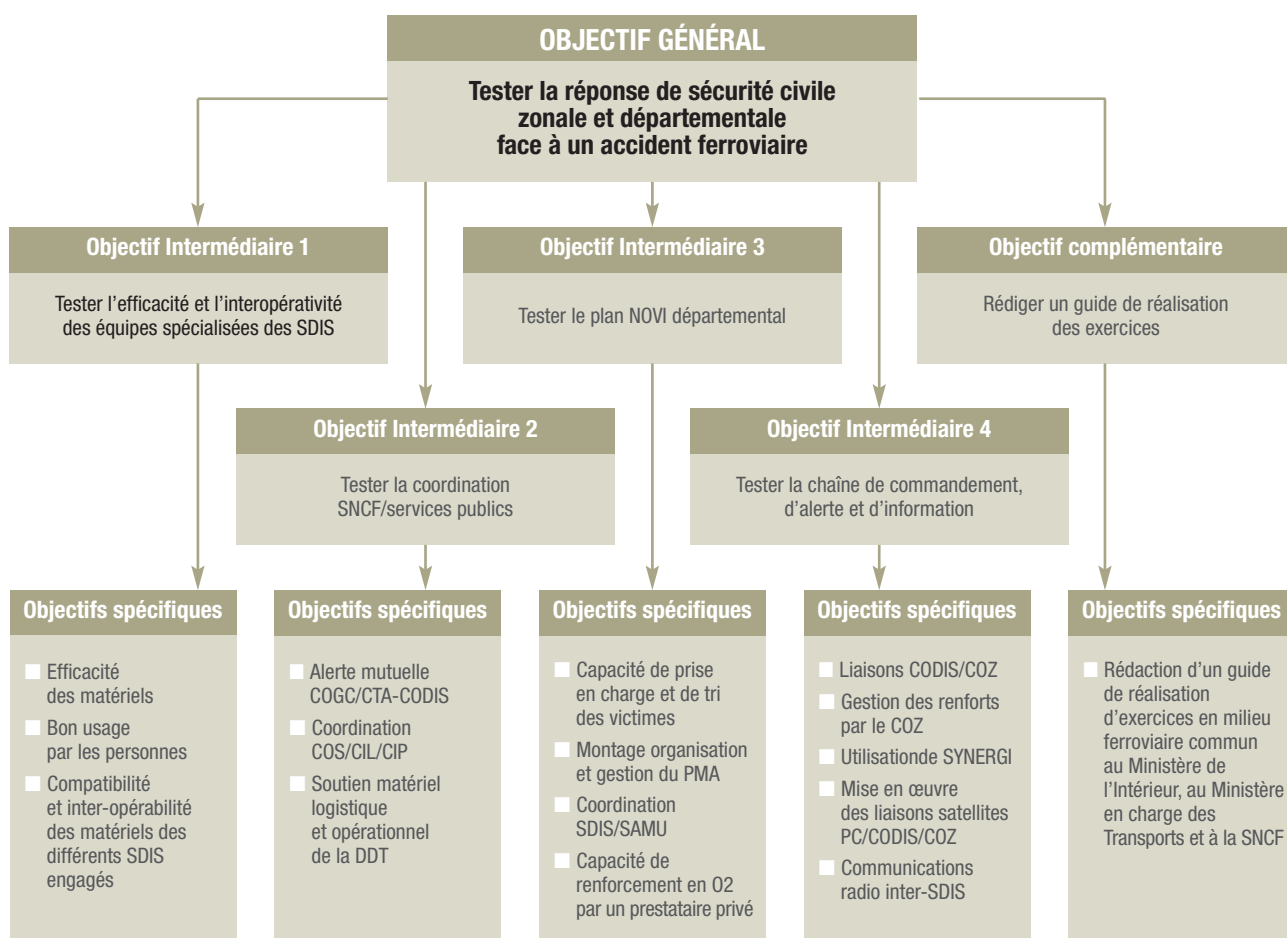 OBJECTIF GÉNÉRAL
Tester la réponse de sécurité civile
zonale et départementale
face à un accident ferroviaire
Objectif Intermédiaire 1
Tester l'efficacité et l'interopérativité
des équipes spécialisées des SDIS
Objectif Intermédiaire 3
Tester le plan NOVI départemental
Objectif complémentaire
Rédiger un guide de réalisation
des exercices
Objectif Intermédiaire 2
Tester la coordination
SNCF/services publics
Objectif Intermédiaire 4
Tester la chaîne de commandement,
d'alerte et d'information
Objectifs spécifiques
Efficacité
des matériels
Bon usage
par les personnes
Compatibilité
et inter-opérabilité
des matériels des
différents SDIS
engagés
Objectifs spécifiques
Alerte mutuelle
COGC/CTA-CODIS
Coordination
COS/CIL/CIP
Soutien matériel
logistique
et opérationnel
de la DDT
Objectifs spécifiques
Capacité de prise
en charge et de tri
des victimes
Montage organisation
et gestion du PMA
Coordination
SDIS/SAMU
Capacité de
renforcement en O2
par un prestataire privé
Objectifs spécifiques
Liaisons CODIS/COZ
Gestion des renforts
par le COZ
Utilisationde SYNERGI
Mise en œuvre
des liaisons satellites
PC/CODIS/COZ
Communications
radio inter-SDIS
Objectifs spécifiques
Rédaction d'un guide
de réalisation
d'exercices en milieu
ferroviaire commun
au Ministère de
l'Intérieur, au Ministère
en charge des
Transports et à la SNCF